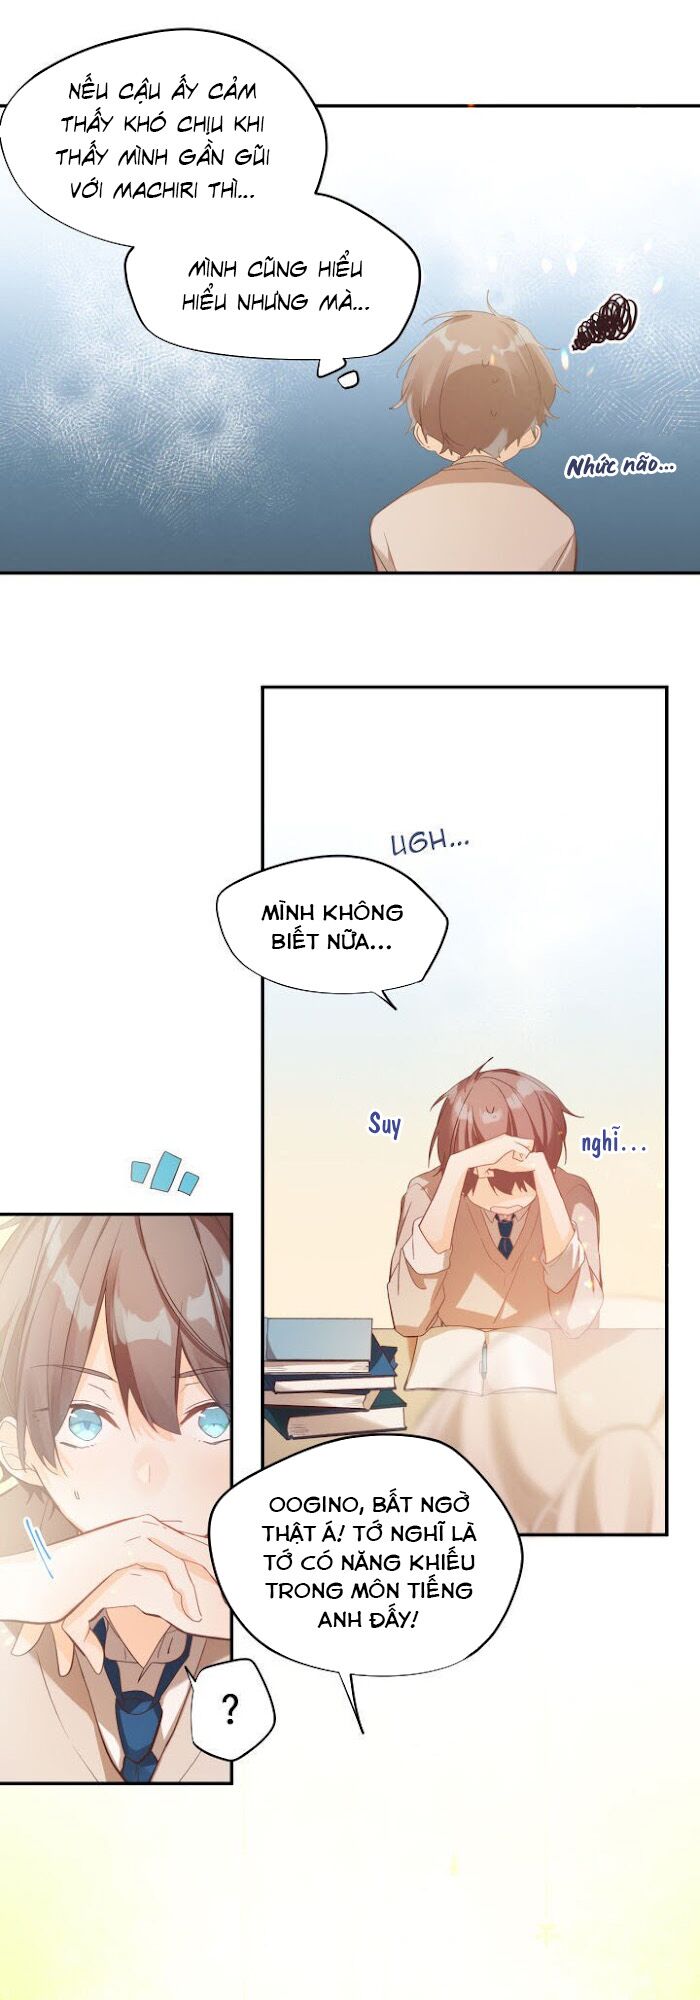 NẾU CẬU ẤY CẢM
THẤY KHÓ CHỊU KHI
THẤY MÌNH GẦN GŨI
VỚI MACHIRI THÌ...
MÌNH CŨNG HIỂU
HIỂU NHƯNG MÀ...
Nhức não...
UGH...
MÌNH KHÔNG
BIẾT NỮA...
Suy
nghĩ...
OOGINO, BẤT NGỜ
THẬT Á! TỚ NGHĨ LÀ
TỚ CÓ NĂNG KHIẾU
TRONG MÔN TIẾNG
ANH ĐẤY!
?